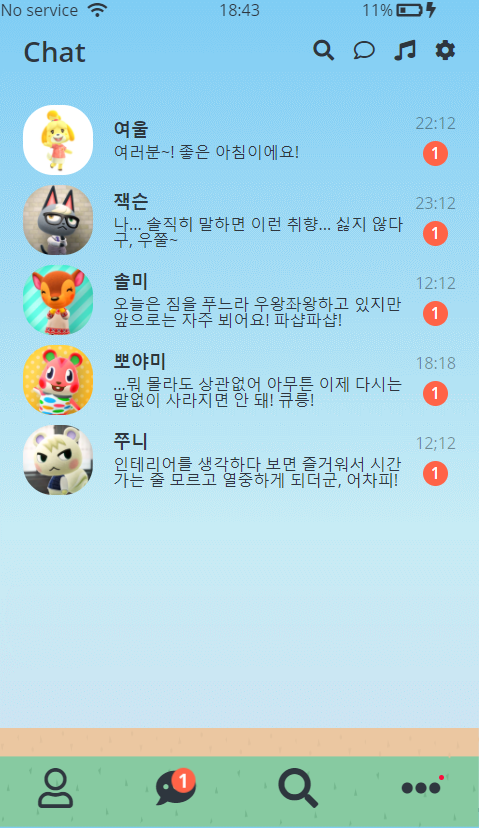 No service 18:43 11%
Chat
여울 22:12
여러분~! 좋은 아침이에요! 1
잭슨 23:12
나... 솔직히 말하면 이런 취향... 싫지 않다 1
구, 우쭐~
솔미 12:12
오늘은 짐을 푸느라 우왕좌왕하고 있지만 1
앞으로는 자주 뵈어요! 파샵파샵!
뽀야미 18:18
...뭐 몰라도 상관없어 아무튼 이제 다시는 1
말없이 사라지면 안 돼! 큐릉!
쭈니 12;12
인테리어를 생각하다 보면 즐거워서 시간 1
가는 줄 모르고 열중하게 되더군, 어차피!
1